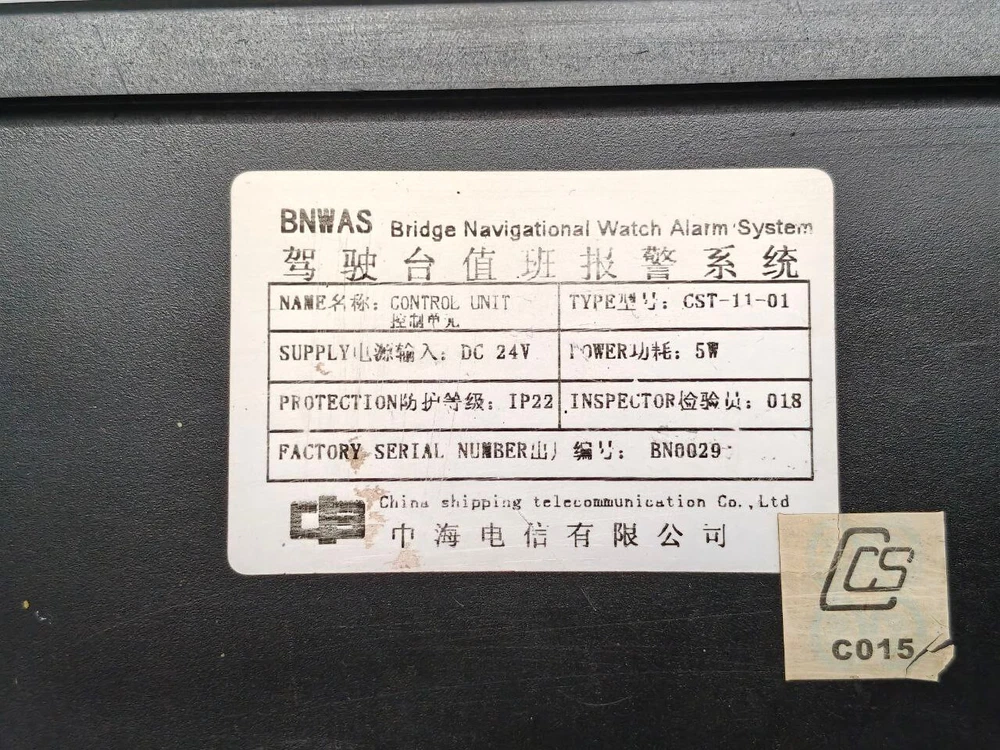 BNWAS Bridge Navigational Watch Alarm System
驾驶台值班报警系统
NAME名称: CONTROL UNIT TYPE型号: CST-11-01
控制单元
SUPPLY电源输入: DC 24V POWER功耗: 5W
PROTECTION防护等级: IP22 INSPECTOR检验员: 018
FACTORY SERIAL NUMBER出厂编号: BN0029
China shipping telecommunication Co.,Ltd
中海电信有限公司
CCS
C015